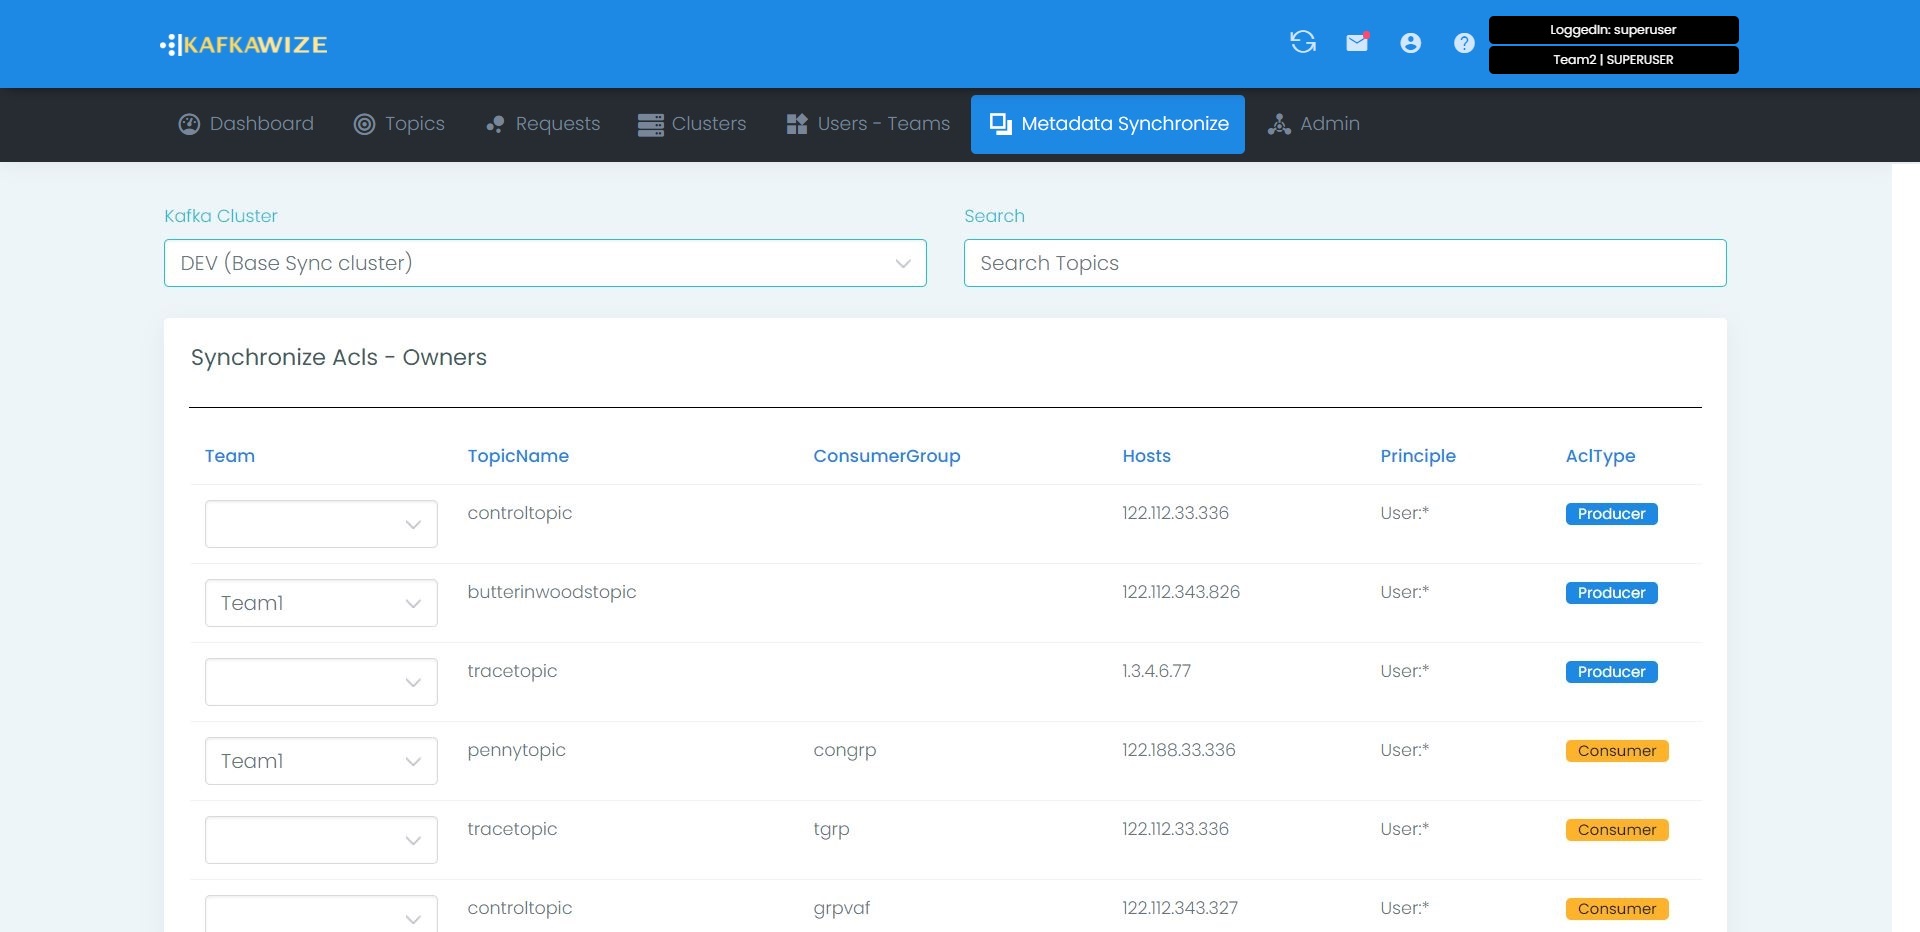 KAFKAWIZE
LoggedIn: superuser
Team2 | SUPERUSER
Dashboard Topics Requests Clusters Users - Teams Metadata Synchronize Admin
Kafka Cluster Search
DEV (Base Sync cluster) Search Topics
Synchronize Acls - Owners
Team TopicName ConsumerGroup Hosts Principle AclType
controltopic 122.112.33.336 User:* Producer
Team1 butterinwoodstopic 122.112.343.826 User:* Producer
tracetopic 1.3.4.6.77 User:* Producer
Team1 pennytopic congrp 122.188.33.336 User:* Consumer
tracetopic tgrp 122.112.33.336 User:* Consumer
controltopic grpvaf 122.112.343.327 User:* Consumer